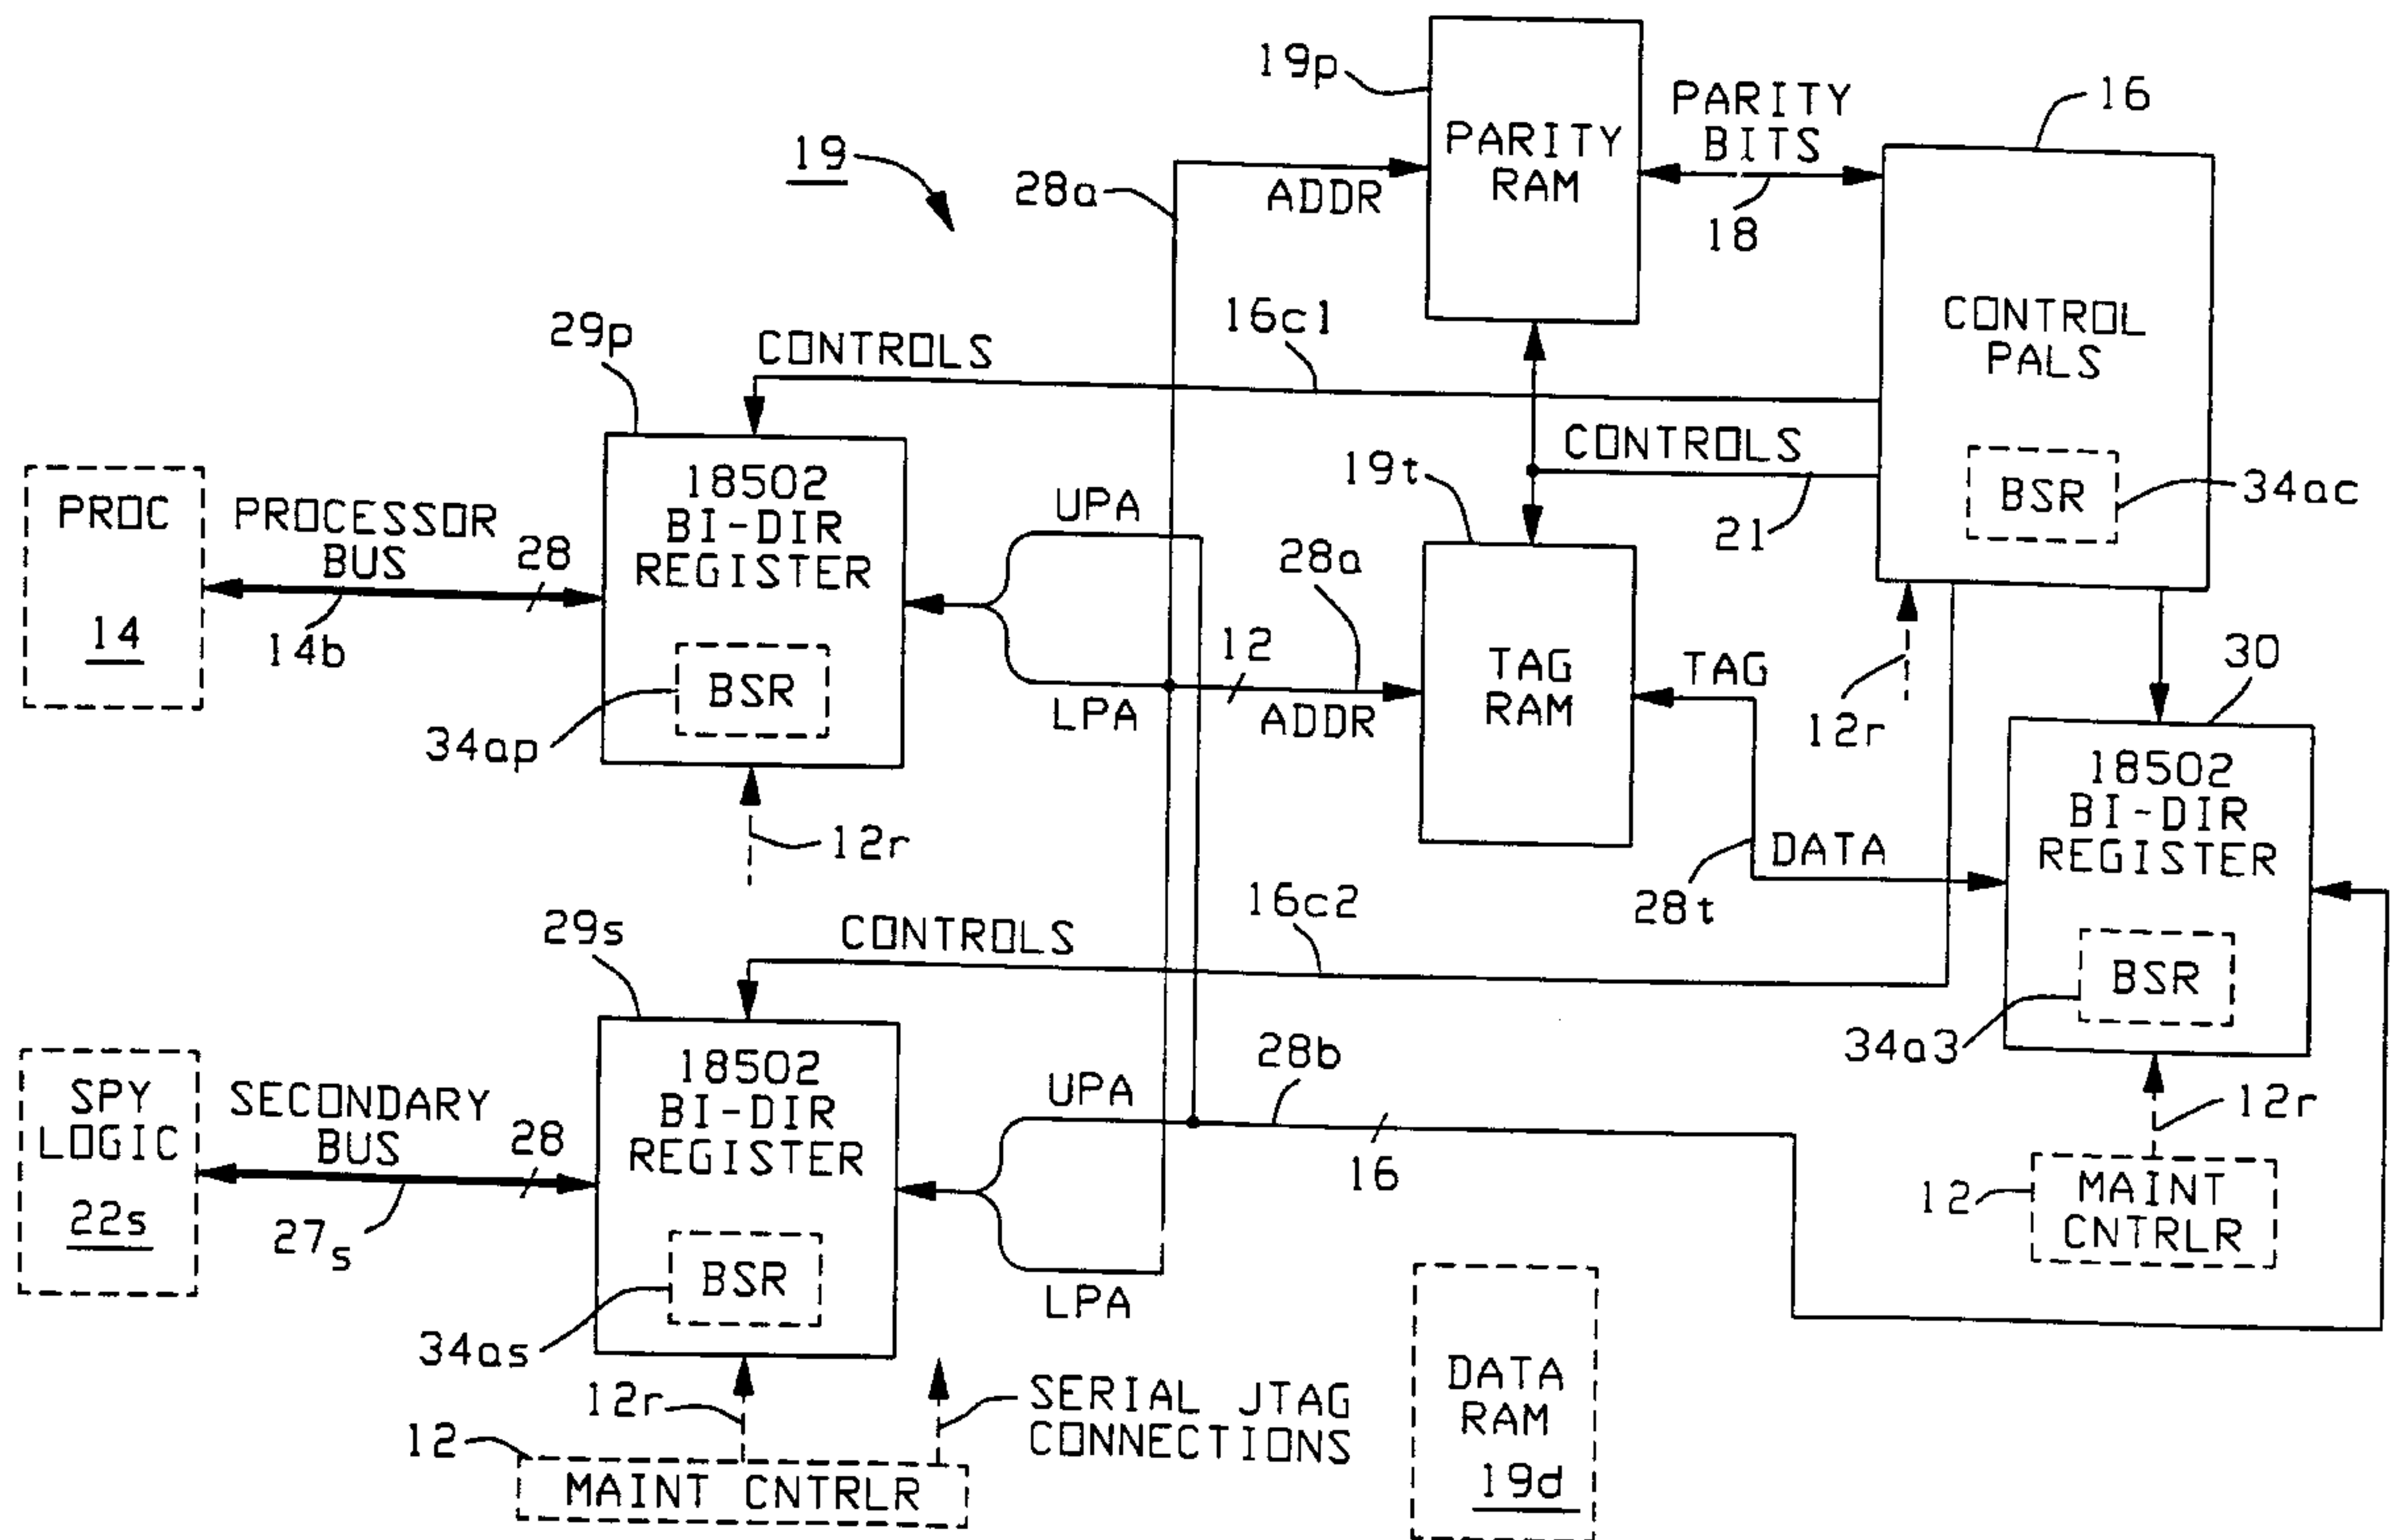 19p
PARITY
RAM
PARITY
BITS
18
16
19
28a
ADDR
CONTROL
PALS
BSR
34ac
16c1
CONTROLS
29p
18502
BI-DIR
REGISTER
BSR
34ap
12r
PROC
14
PROCESSOR
BUS
28
14b
UPA
LPA
12
28a
ADDR
19t
CONTROLS
21
TAG
RAM
TAG
DATA
28t
12r
30
18502
BI-DIR
REGISTER
BSR
34a3
12r
12
MAINT
CNTRLR
16c2
CONTROLS
29s
18502
BI-DIR
REGISTER
BSR
34as
SPY
LOGIC
22s
SECONDARY
BUS
28
27s
UPA
LPA
28b
16
12r
12
MAINT CNTRLR
SERIAL JTAG
CONNECTIONS
DATA
RAM
19d